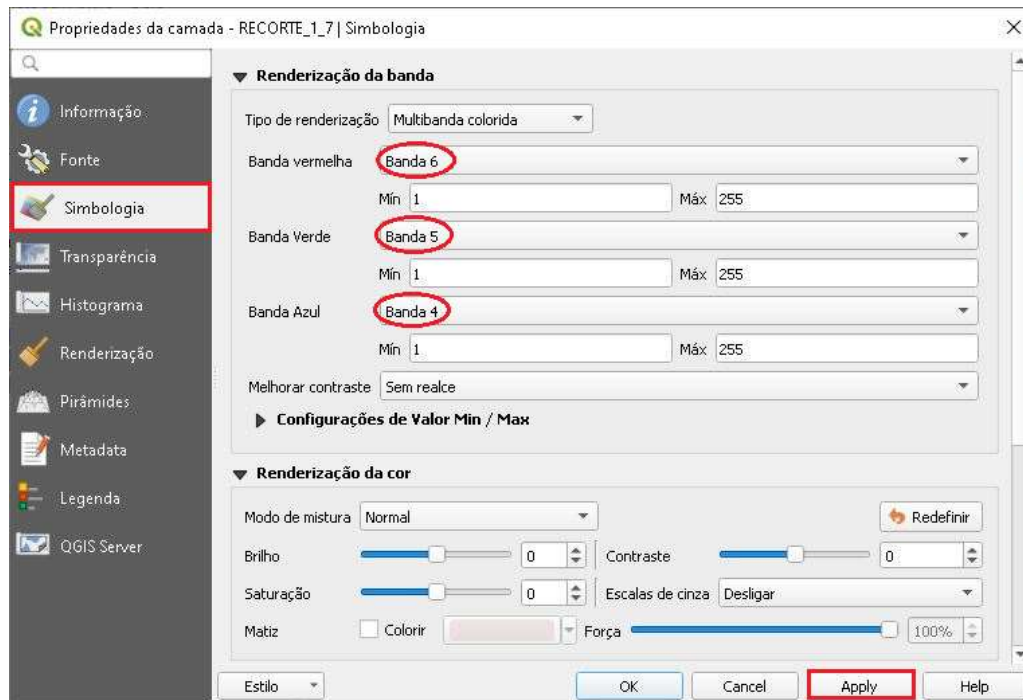 Propriedades da camada - RECORTE_1_7 | Simbologia
Informação
Fonte
Simbologia
Transparência
Histograma
Renderização
Pirâmides
Metadata
Legenda
QGIS Server
Renderização da banda
Tipo de renderização Multibanda colorida
Banda vermelha Banda 6
Mín 1 Máx 255
Banda Verde Banda 5
Mín 1 Máx 255
Banda Azul Banda 4
Mín 1 Máx 255
Melhorar contraste Sem realce
Configurações de Valor Min / Max
Renderização da cor
Modo de mistura Normal Redefinir
Brilho 0 Contraste 0
Saturação 0 Escalas de cinza Desligar
Matiz Colorir Força 100%
Estilo OK Cancel Apply Help